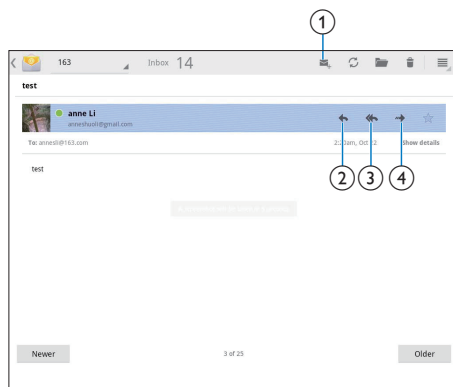 1
163 Inbox 14
test
anne Li
anneshuoli@gmail.com
To: annesli@163.com Show details
2 3 4
test
Newer 3 of 25 Older